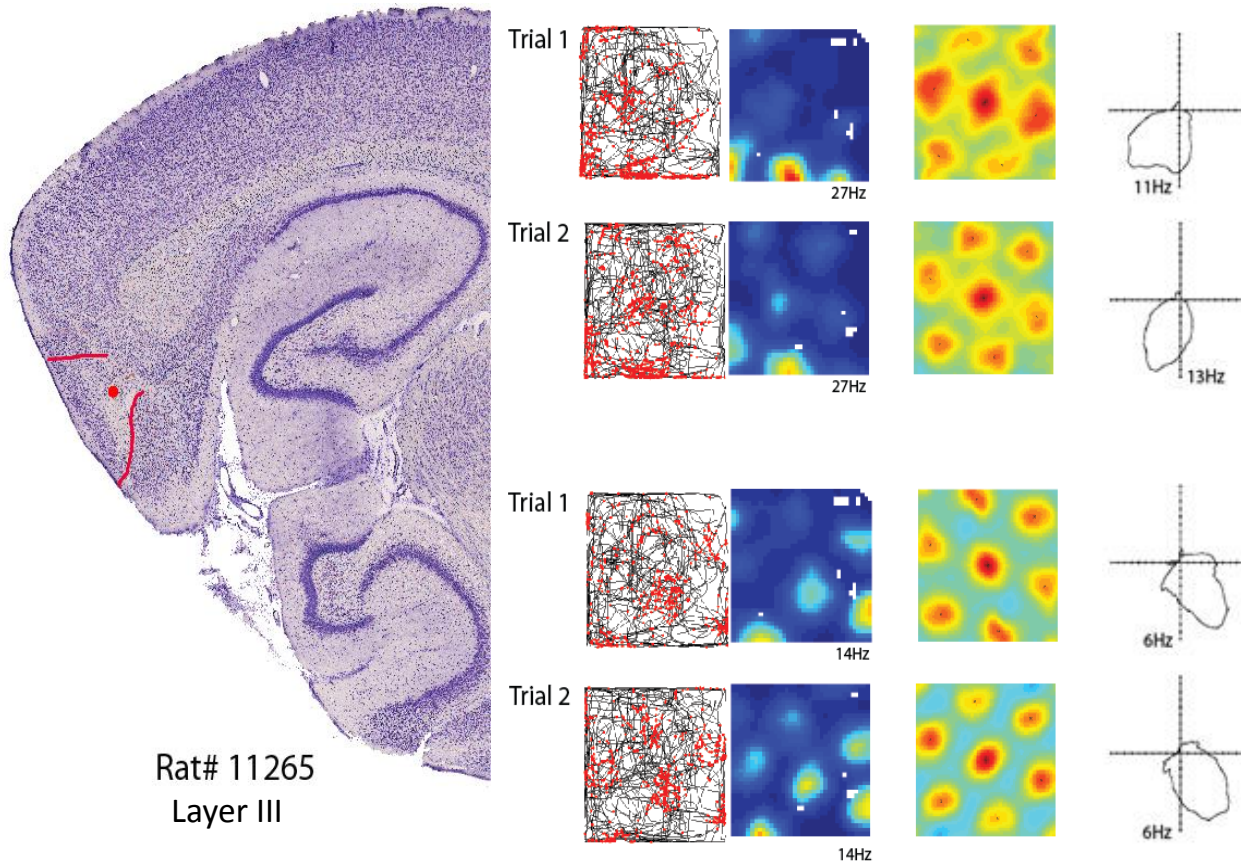 Trial 1
27Hz
11Hz
Trial 2
27Hz
13Hz
Trial 1
14Hz
6Hz
Trial 2
14Hz
6Hz
Rat# 11265
Layer III